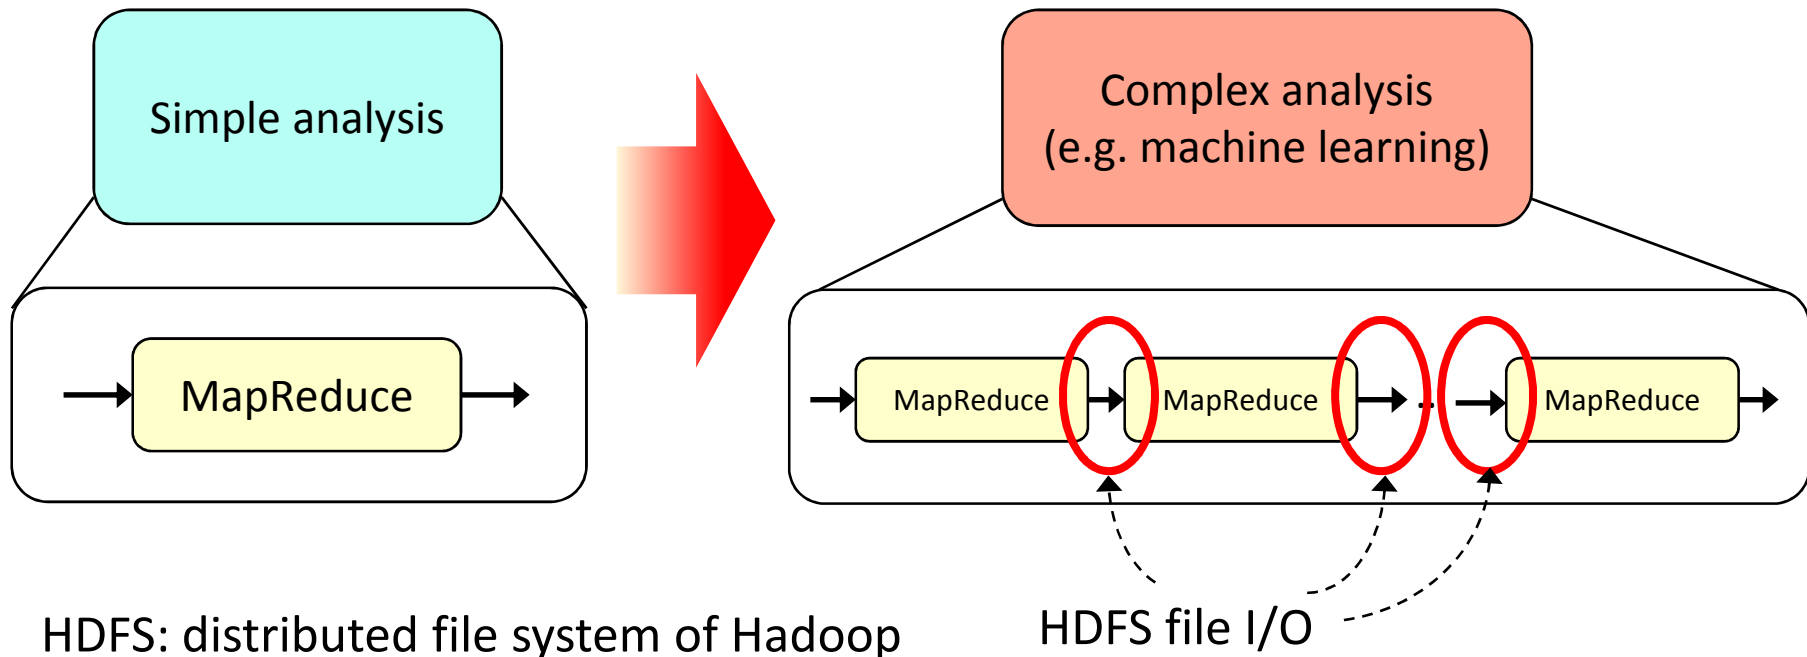 Simple analysis
Complex analysis
(e.g. machine learning)
MapReduce
MapReduce
MapReduce
...
MapReduce
HDFS: distributed file system of Hadoop
HDFS file I/O